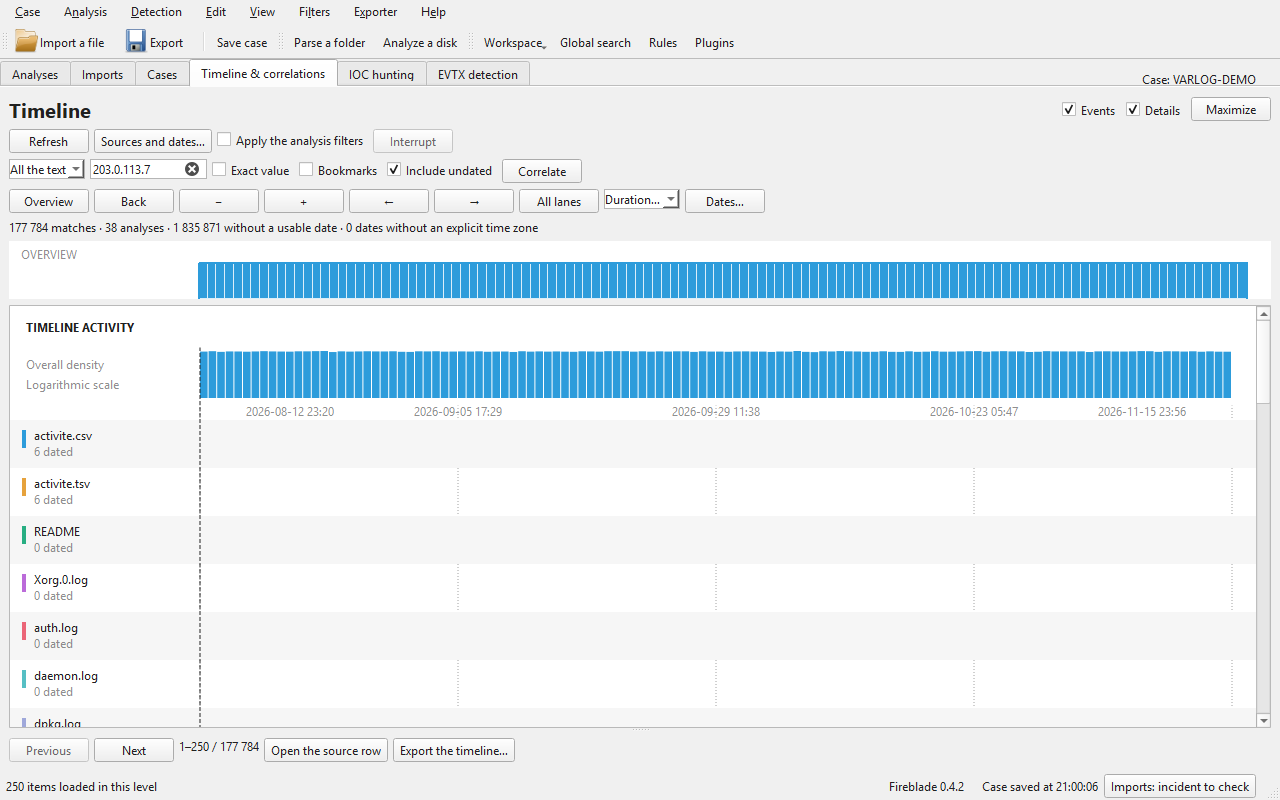 Case Analysis Detection Edit View Filters Exporter Help
Import a file Export Save case Parse a folder Analyze a disk Workspace Global search Rules Plugins
Analyses Imports Cases Timeline & correlations IOC hunting EVTX detection Case: VARLOG-DEMO
Timeline Events Details Maximize
Refresh Sources and dates... Apply the analysis filters Interrupt
All the text 203.0.113.7 Exact value Bookmarks Include undated Correlate
Overview Back − + ← → All lanes Duration... Dates...
177 784 matches · 38 analyses · 1 835 871 without a usable date · 0 dates without an explicit time zone
OVERVIEW
TIMELINE ACTIVITY
Overall density
Logarithmic scale
2026-08-12 23:20 2026-09-05 17:29 2026-09-29 11:38 2026-10-23 05:47 2026-11-15 23:56
activite.csv
6 dated
activite.tsv
6 dated
README
0 dated
Xorg.0.log
0 dated
auth.log
0 dated
daemon.log
0 dated
dpkg.log
Previous Next 1–250 / 177 784 Open the source row Export the timeline...
250 items loaded in this level Fireblade 0.4.2 Case saved at 21:00:06 Imports: incident to check